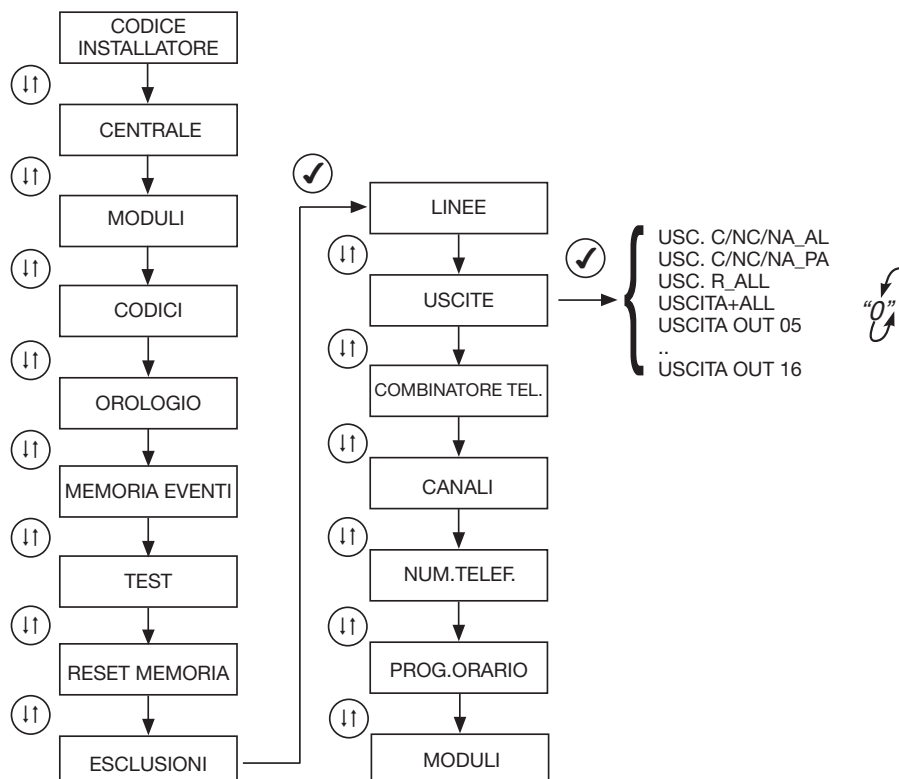 CODICE
INSTALLATORE
CENTRALE
MODULI
CODICI
OROLOGIO
MEMORIA EVENTI
TEST
RESET MEMORIA
ESCLUSIONI
LINEE
USCITE
COMBINATORE TEL.
CANALI
NUM.TELEF.
PROG.ORARIO
MODULI
USC. C/NC/NA_AL
USC. C/NC/NA_PA
USC. R_ALL
USCITA+ALL
USCITA OUT 05
..
USCITA OUT 16
"0"